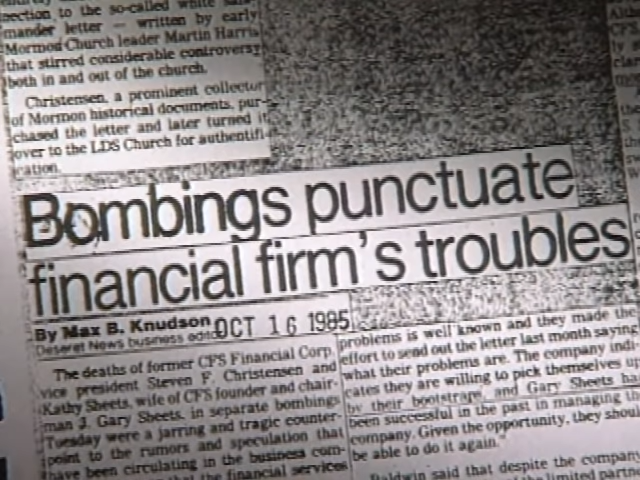 section to the so-called white
mander letter — written by early
Mormon Church leader Martin Harris
that stirred considerable controversy
both in and out of the church.
Christensen, a prominent collector
of Mormon historical documents, pur-
chased the letter and later turned it
over to the LDS Church for authentifi-
cation.
Bombings punctuate
financial firm's troubles
By Max B. Knudson
Deseret News business editor
OCT 16 1985
The deaths of former CFS Financial Corp.
vice president Steven F. Christensen and
Kathy Sheets, wife of CFS founder and chair-
man J. Gary Sheets, in separate bombings
Tuesday were a jarring and tragic counter-
point to the rumors and speculation that
have been circulating in the business com-
that the financial services
problems is well known and they made the
effort to send out the letter last month saying
what their problems are. The company indi-
cates they are willing to pick themselves up
by their bootstraps, and Gary Sheets has
been successful in the past in managing the
company. Given the opportunity, they should
be able to do it again."
Baldwin said that despite the company
limited